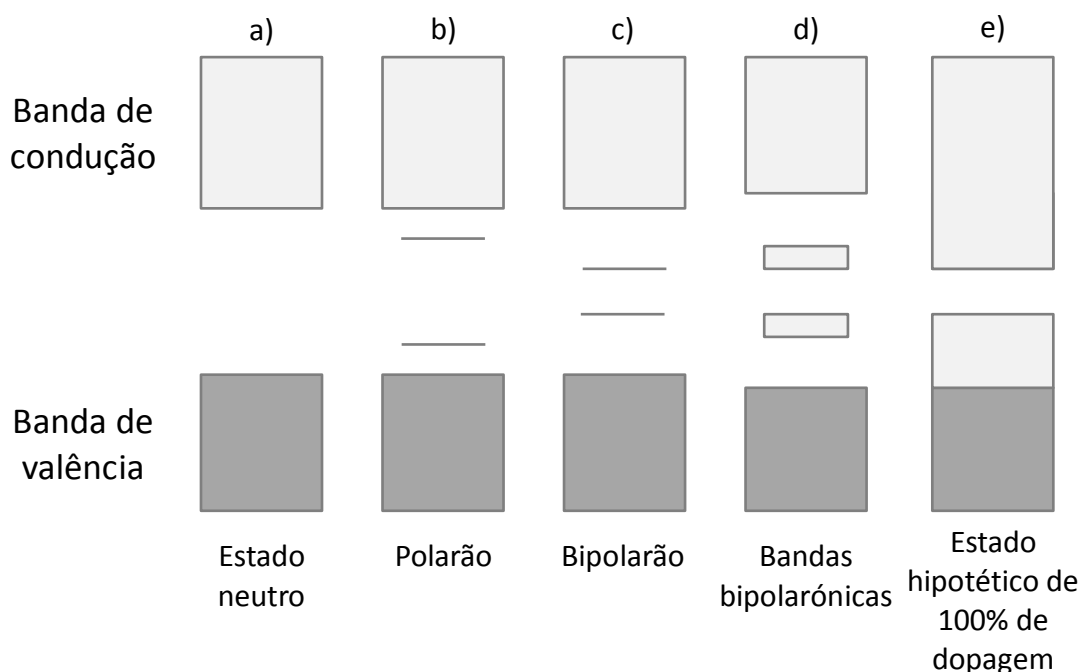 a)
b)
c)
d)
e)
Banda de
condução
Banda de
valência
Estado
neutro
Polarão
Bipolarão
Bandas
bipolarónicas
Estado
hipotético de
100% de
dopagem